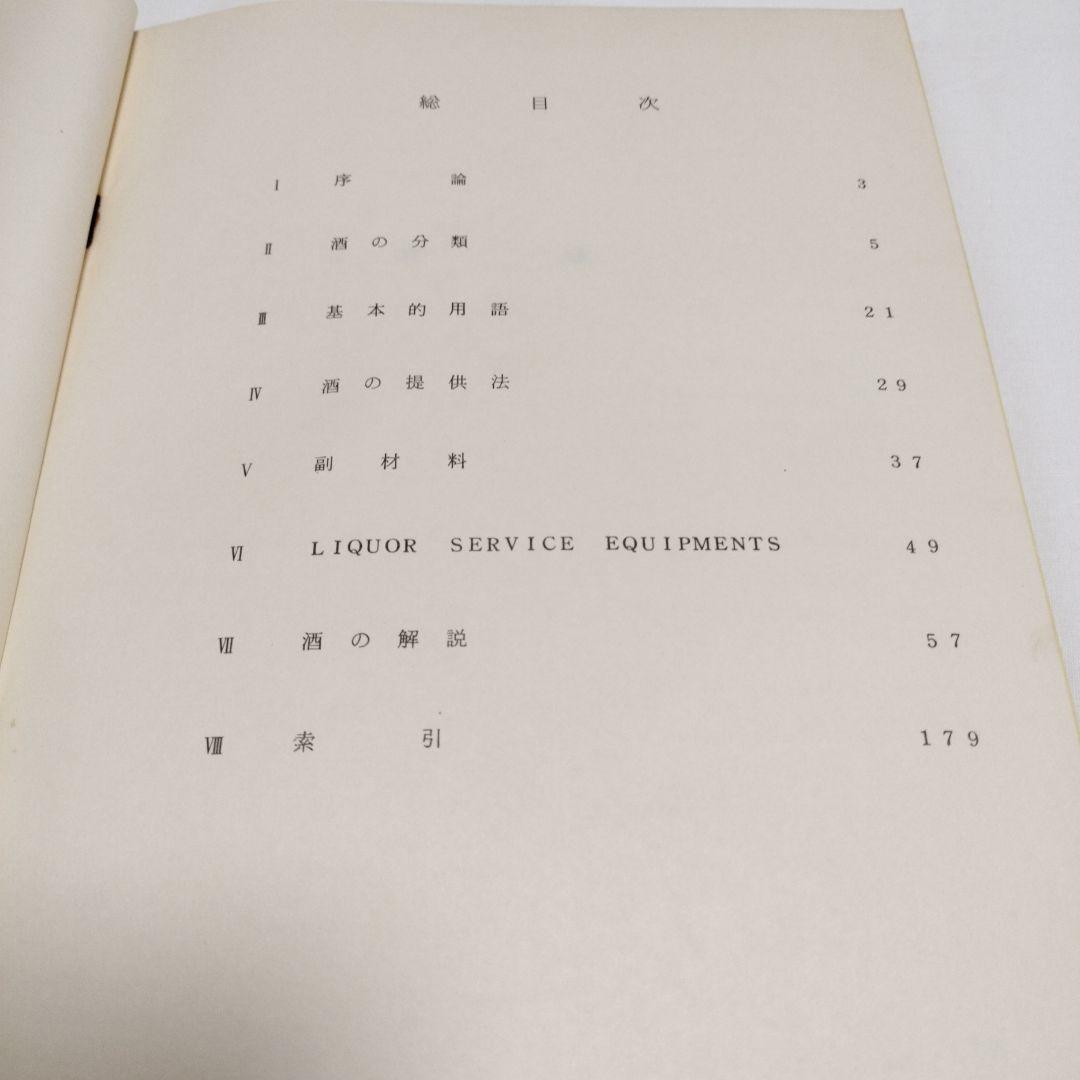 総目次
Ⅰ 序論 3
Ⅱ 酒の分類 5
Ⅲ 基本的用語 21
Ⅳ 酒の提供法 29
Ⅴ 副材料 37
Ⅵ LIQUOR SERVICE EQUIPMENTS 49
Ⅶ 酒の解説 57
Ⅷ 索引 179